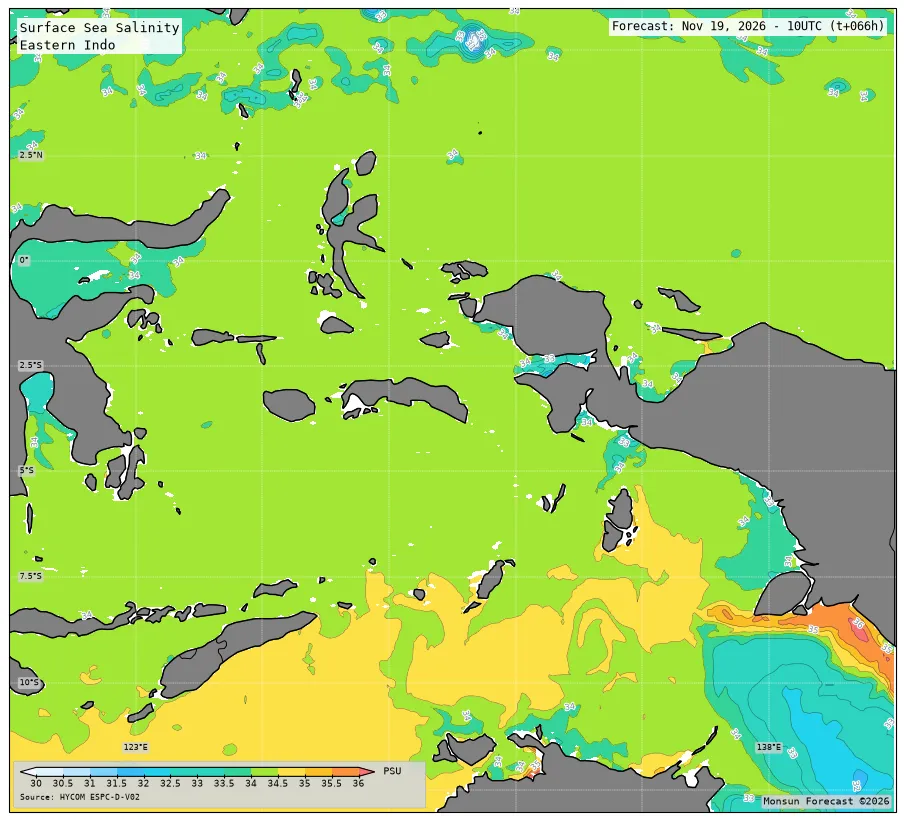 Surface Sea Salinity
Eastern Indo
Forecast: Nov 19, 2026 - 10UTC (t+066h)
2.5°N
0°
2.5°S
5°S
7.5°S
10°S
123°E
138°E
PSU
30 30.5 31 31.5 32 32.5 33 33.5 34 34.5 35 35.5 36
Source: HYCOM ESPC-D-V02
Monsun Forecast ©2026